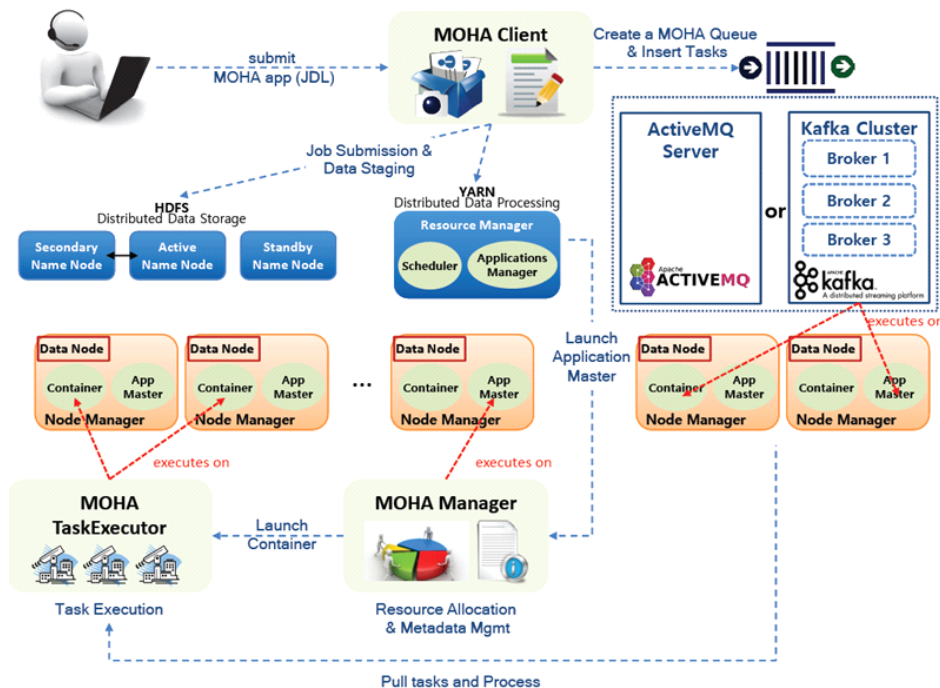 MOHA Client
submit
MOHA app (JDL)
Create a MOHA Queue
& Insert Tasks
ActiveMQ
Server
Apache
ACTIVEMQ
or
Kafka Cluster
Broker 1
Broker 2
Broker 3
APACHE
kafka
A distributed streaming platform
Job Submission &
Data Staging
HDFS
Distributed Data Storage
Secondary
Name Node
Active
Name Node
Standby
Name Node
YARN
Distributed Data Processing
Resource Manager
Scheduler
Applications
Manager
Launch
Application
Master
executes on
Data Node
Container
App
Master
Node Manager
Data Node
Container
App
Master
Node Manager
...
Data Node
Container
App
Master
Node Manager
Data Node
Container
App
Master
Node Manager
Data Node
Container
App
Master
Node Manager
executes on
executes on
MOHA
TaskExecutor
Task Execution
Launch
Container
MOHA Manager
Resource Allocation
& Metadata Mgmt
Pull tasks and Process